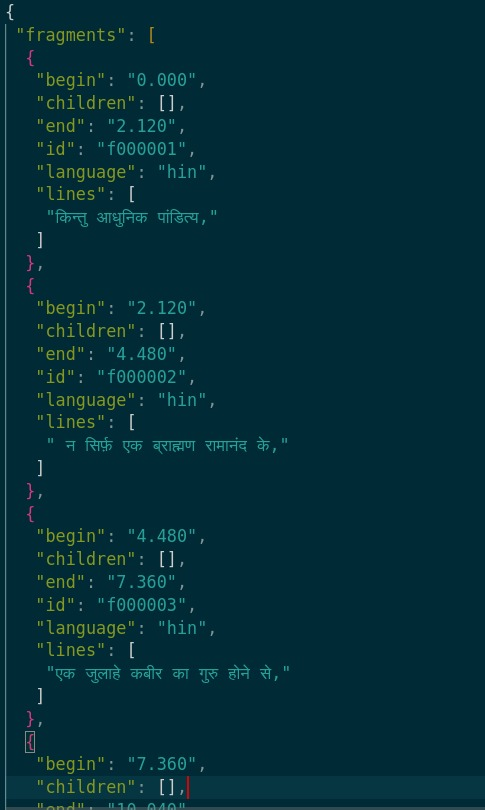 {
"fragments": [
{
"begin": "0.000",
"children": [],
"end": "2.120",
"id": "f000001",
"language": "hin",
"lines": [
"किन्तु आधुनिक पांडित्य,"
]
},
{
"begin": "2.120",
"children": [],
"end": "4.480",
"id": "f000002",
"language": "hin",
"lines": [
" न सिर्फ़ एक ब्राह्मण रामानंद के,"
]
},
{
"begin": "4.480",
"children": [],
"end": "7.360",
"id": "f000003",
"language": "hin",
"lines": [
"एक जुलाहे कबीर का गुरु होने से,"
]
},
{
"begin": "7.360",
"children": [],
"end": "10.040"